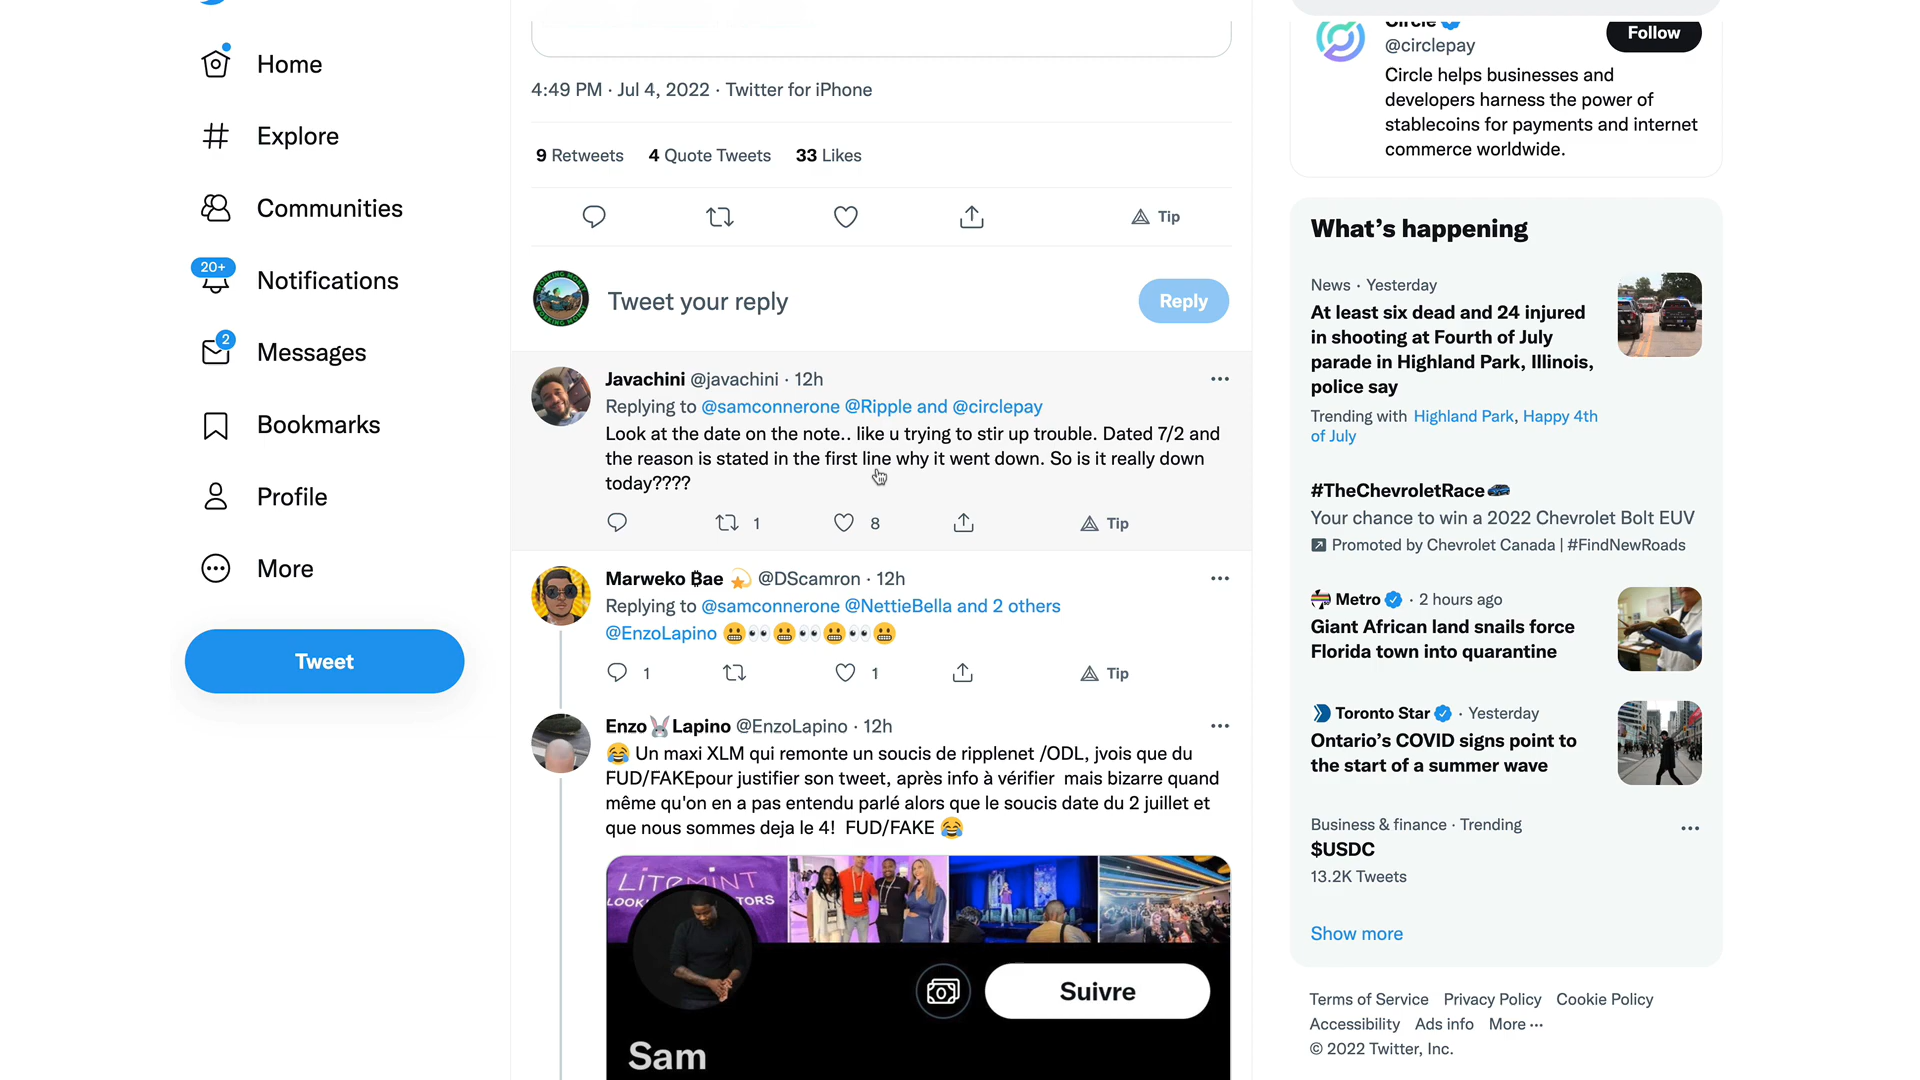 Home
Explore
Communities
20+
Notifications
2
Messages
Bookmarks
Profile
More
Tweet
4:49 PM · Jul 4, 2022 · Twitter for iPhone
9 Retweets 4 Quote Tweets 33 Likes
Tip
Tweet your reply
Reply
Javachini @javachini · 12h
Replying to @samconnerone @Ripple and @circlepay
Look at the date on the note.. like u trying to stir up trouble. Dated 7/2 and
the reason is stated in the first line why it went down. So is it really down
today????
1 8 Tip
Marweko ₿ae 💫 @DScamron · 12h
Replying to @samconnerone @NettieBella and 2 others
@EnzoLapino 😬👀😬👀😬👀😬
1 1 Tip
Enzo🐰Lapino @EnzoLapino · 12h
😂 Un maxi XLM qui remonte un soucis de ripplenet /ODL, jvois que du
FUD/FAKEpour justifier son tweet, après info à vérifier mais bizarre quand
même qu'on en a pas entendu parlé alors que le soucis date du 2 juillet et
que nous sommes deja le 4! FUD/FAKE 😂
LITEMINT
LOOK
TORS
Suivre
Sam
Circle
Follow
@circlepay
Circle helps businesses and
developers harness the power of
stablecoins for payments and internet
commerce worldwide.
What's happening
News · Yesterday
At least six dead and 24 injured
in shooting at Fourth of July
parade in Highland Park, Illinois,
police say
Trending with Highland Park, Happy 4th
of July
#TheChevroletRace
Your chance to win a 2022 Chevrolet Bolt EUV
Promoted by Chevrolet Canada | #FindNewRoads
Metro · 2 hours ago
Giant African land snails force
Florida town into quarantine
Toronto Star · Yesterday
Ontario's COVID signs point to
the start of a summer wave
Business & finance · Trending
$USDC
13.2K Tweets
Show more
Terms of Service Privacy Policy Cookie Policy
Accessibility Ads info More ···
© 2022 Twitter, Inc.